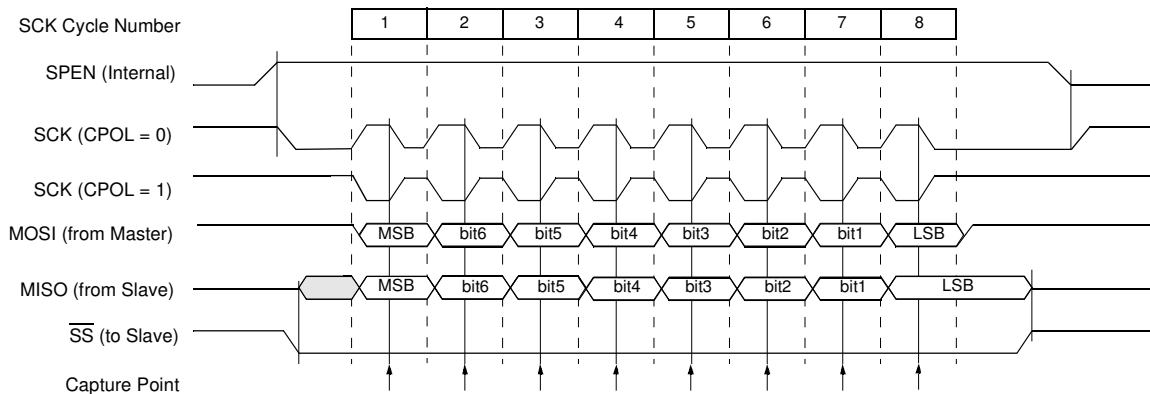 SCK Cycle Number 1 2 3 4 5 6 7 8
SPEN (Internal)
SCK (CPOL = 0)
SCK (CPOL = 1)
MOSI (from Master) MSB bit6 bit5 bit4 bit3 bit2 bit1 LSB
MISO (from Slave) MSB bit6 bit5 bit4 bit3 bit2 bit1 LSB
S̅S̅ (to Slave)
Capture Point